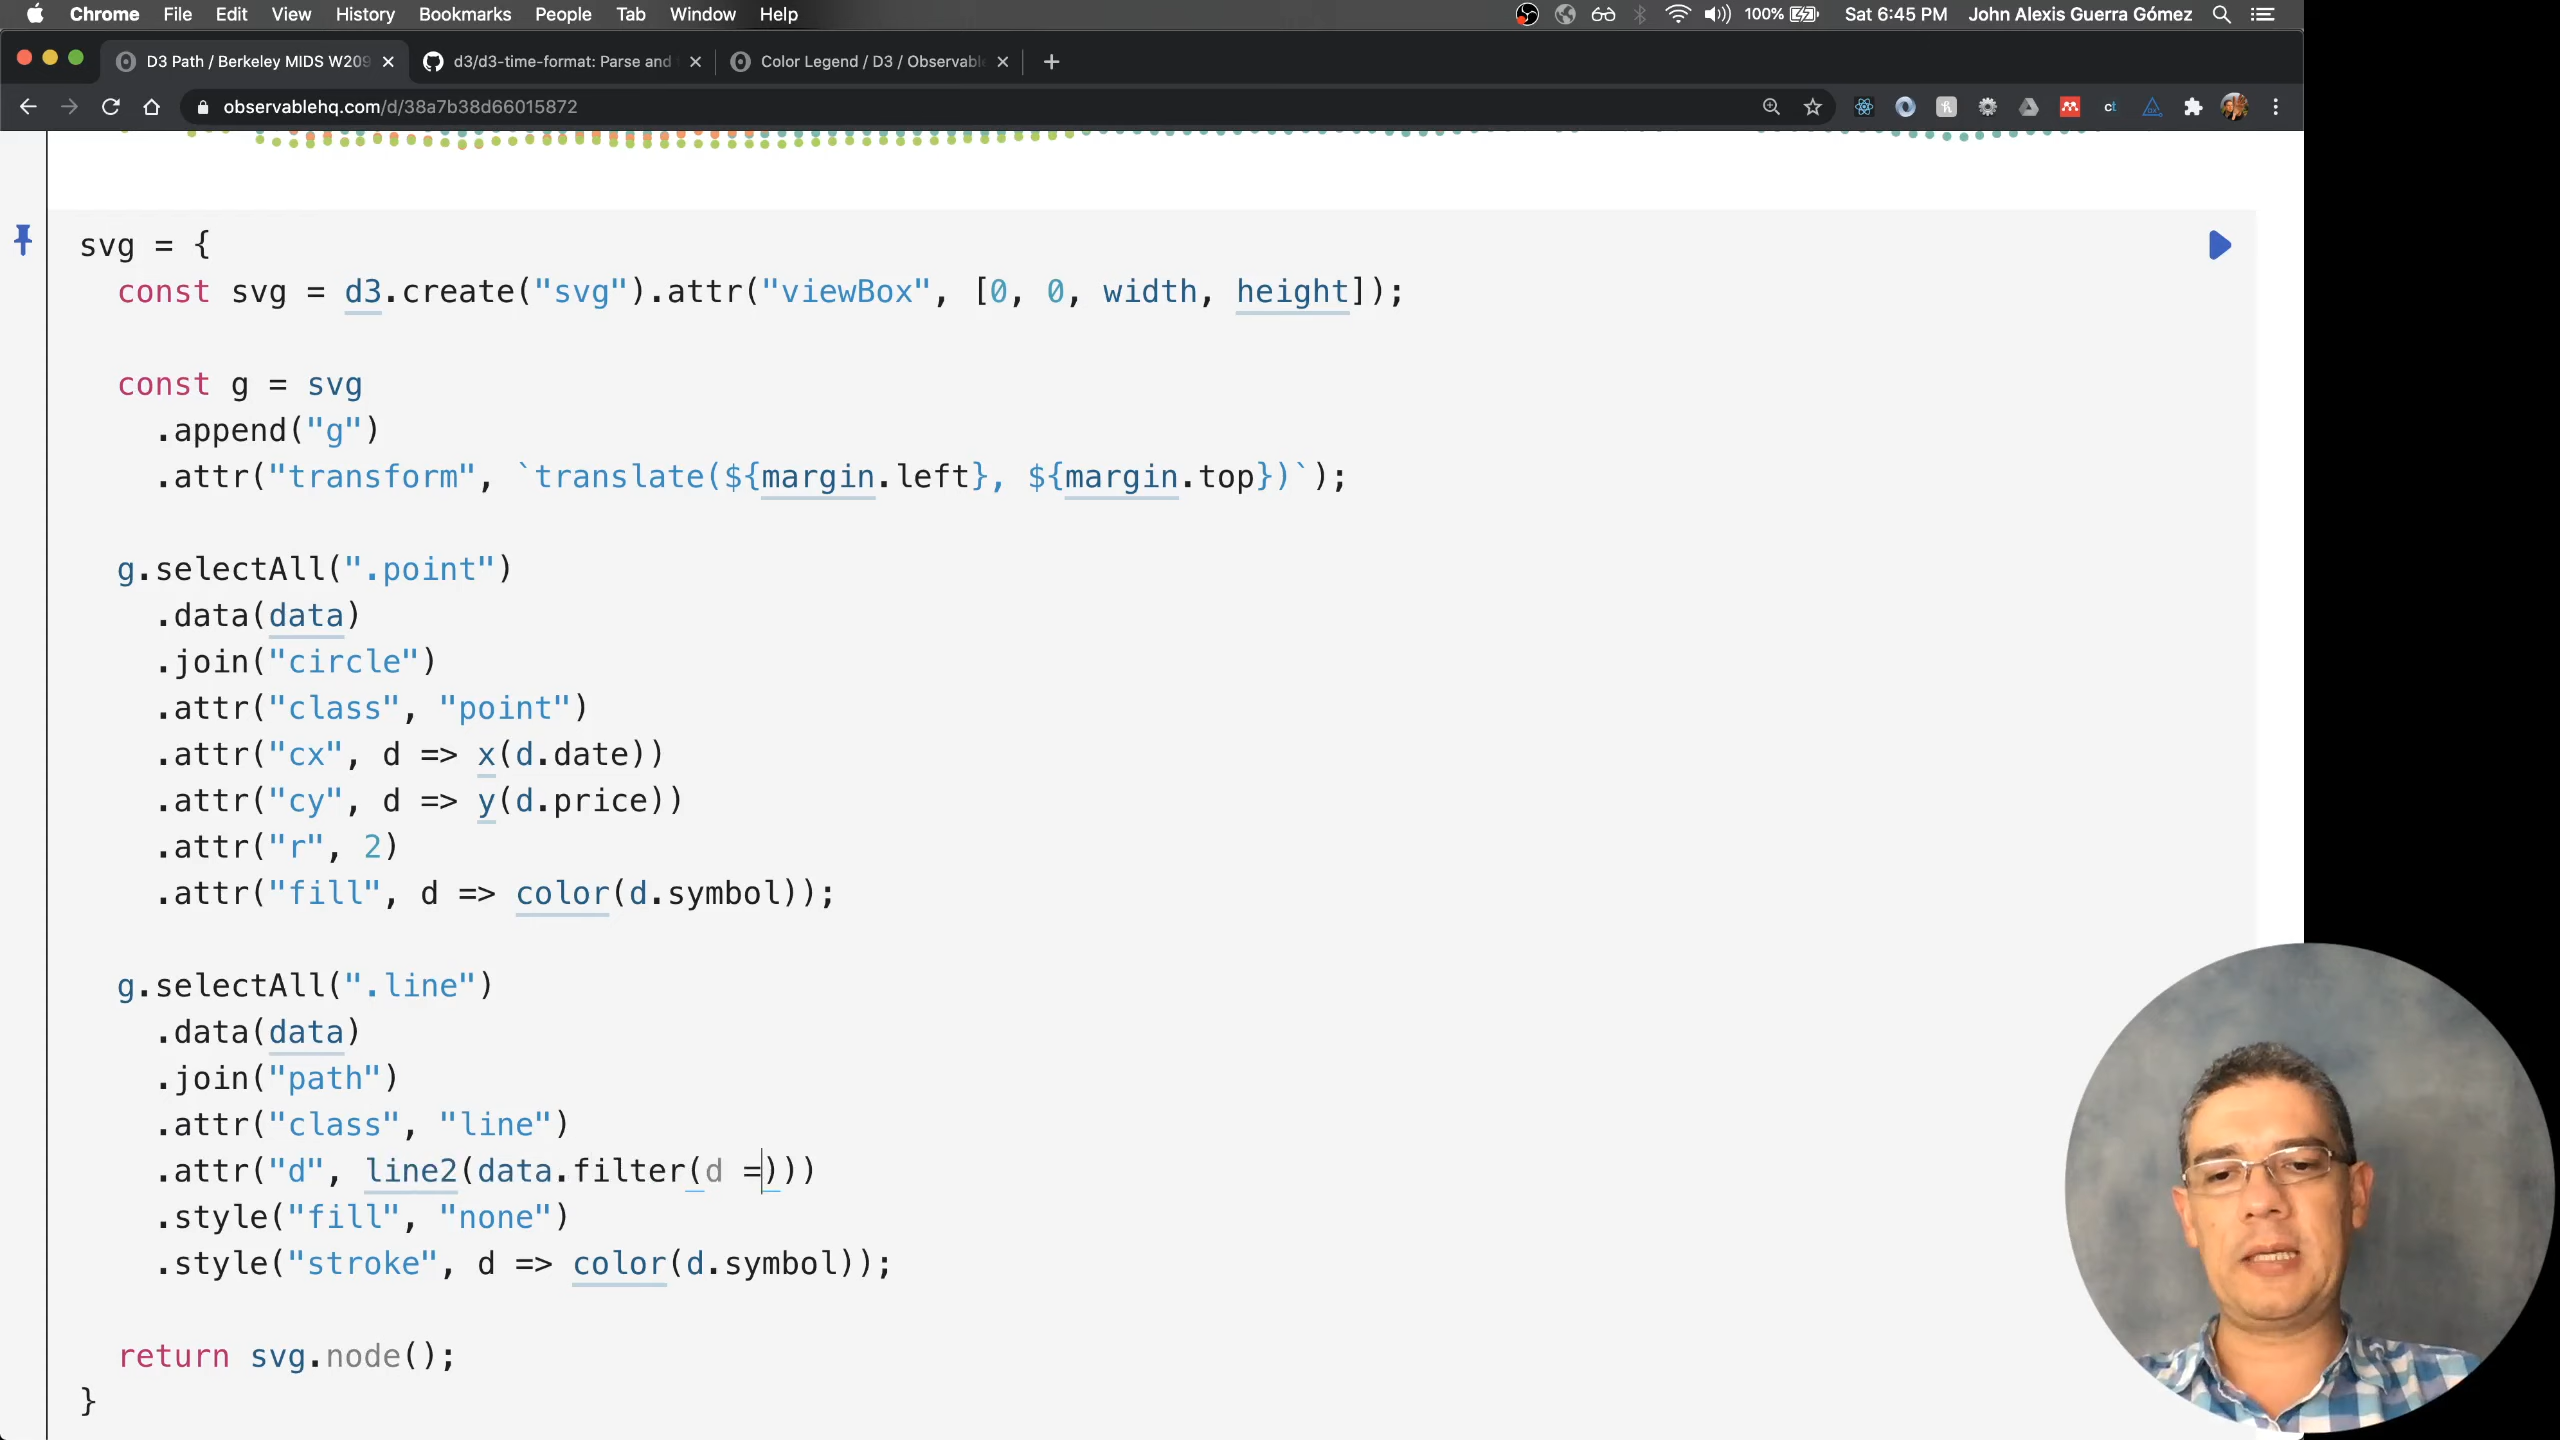 Chrome File Edit View History Bookmarks People Tab Window Help 100% Sat 6:45 PM John Alexis Guerra Gómez
D3 Path / Berkeley MIDS W209 d3/d3-time-format: Parse and Color Legend / D3 / Observable
observablehq.com/d/38a7b38d66015872
svg = {
const svg = d3.create("svg").attr("viewBox", [0, 0, width, height]);
const g = svg
.append("g")
.attr("transform", `translate(${margin.left}, ${margin.top})`);
g.selectAll(".point")
.data(data)
.join("circle")
.attr("class", "point")
.attr("cx", d => x(d.date))
.attr("cy", d => y(d.price))
.attr("r", 2)
.attr("fill", d => color(d.symbol));
g.selectAll(".line")
.data(data)
.join("path")
.attr("class", "line")
.attr("d", line2(data.filter(d =)))
.style("fill", "none")
.style("stroke", d => color(d.symbol));
return svg.node();
}